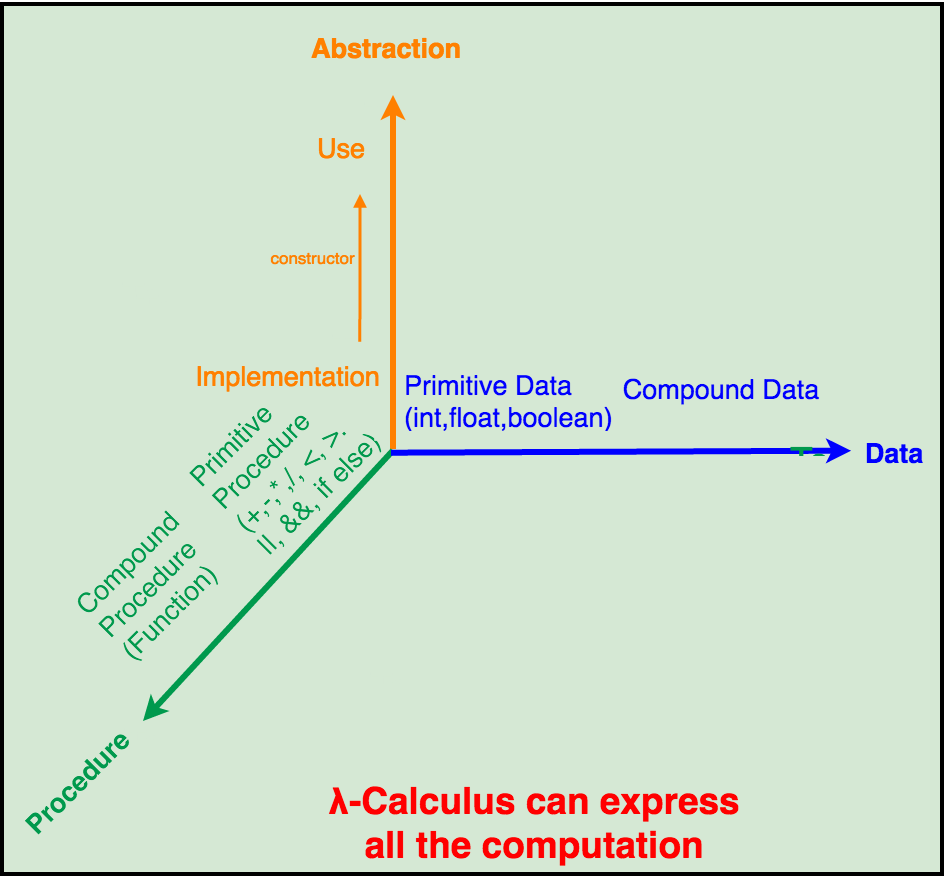 Abstraction
Use
constructor
Implementation
Primitive Data
(int,float,boolean)
Compound Data
Data
Primitive
Procedure
(+,-,*,/,<,>.
||, &&, if else)
Compound
Procedure
(Function)
Procedure
λ-Calculus can express
all the computation